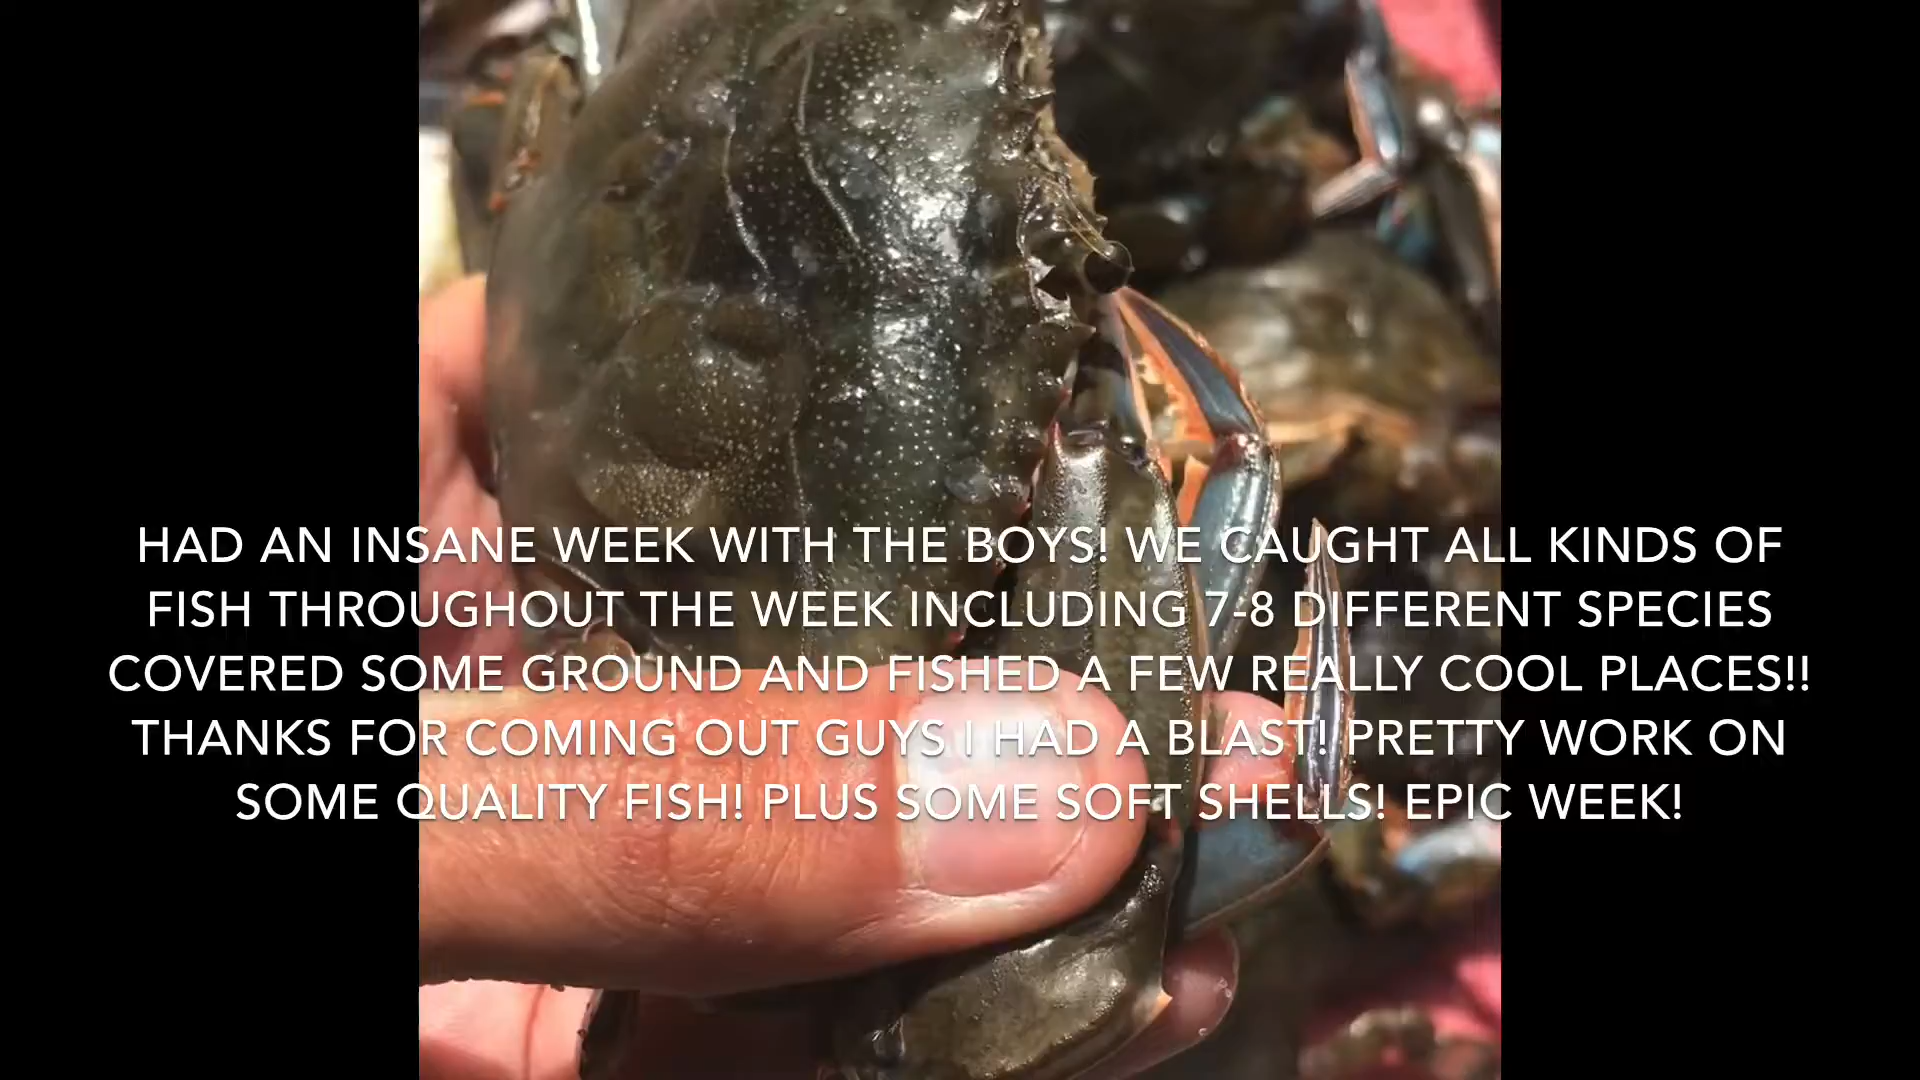 HAD AN INSANE WEEK WITH THE BOYS! WE CAUGHT ALL KINDS OF
FISH THROUGHOUT THE WEEK INCLUDING 7-8 DIFFERENT SPECIES
COVERED SOME GROUND AND FISHED A FEW REALLY COOL PLACES!!
THANKS FOR COMING OUT GUYS I HAD A BLAST! PRETTY WORK ON
SOME QUALITY FISH! PLUS SOME SOFT SHELLS! EPIC WEEK!